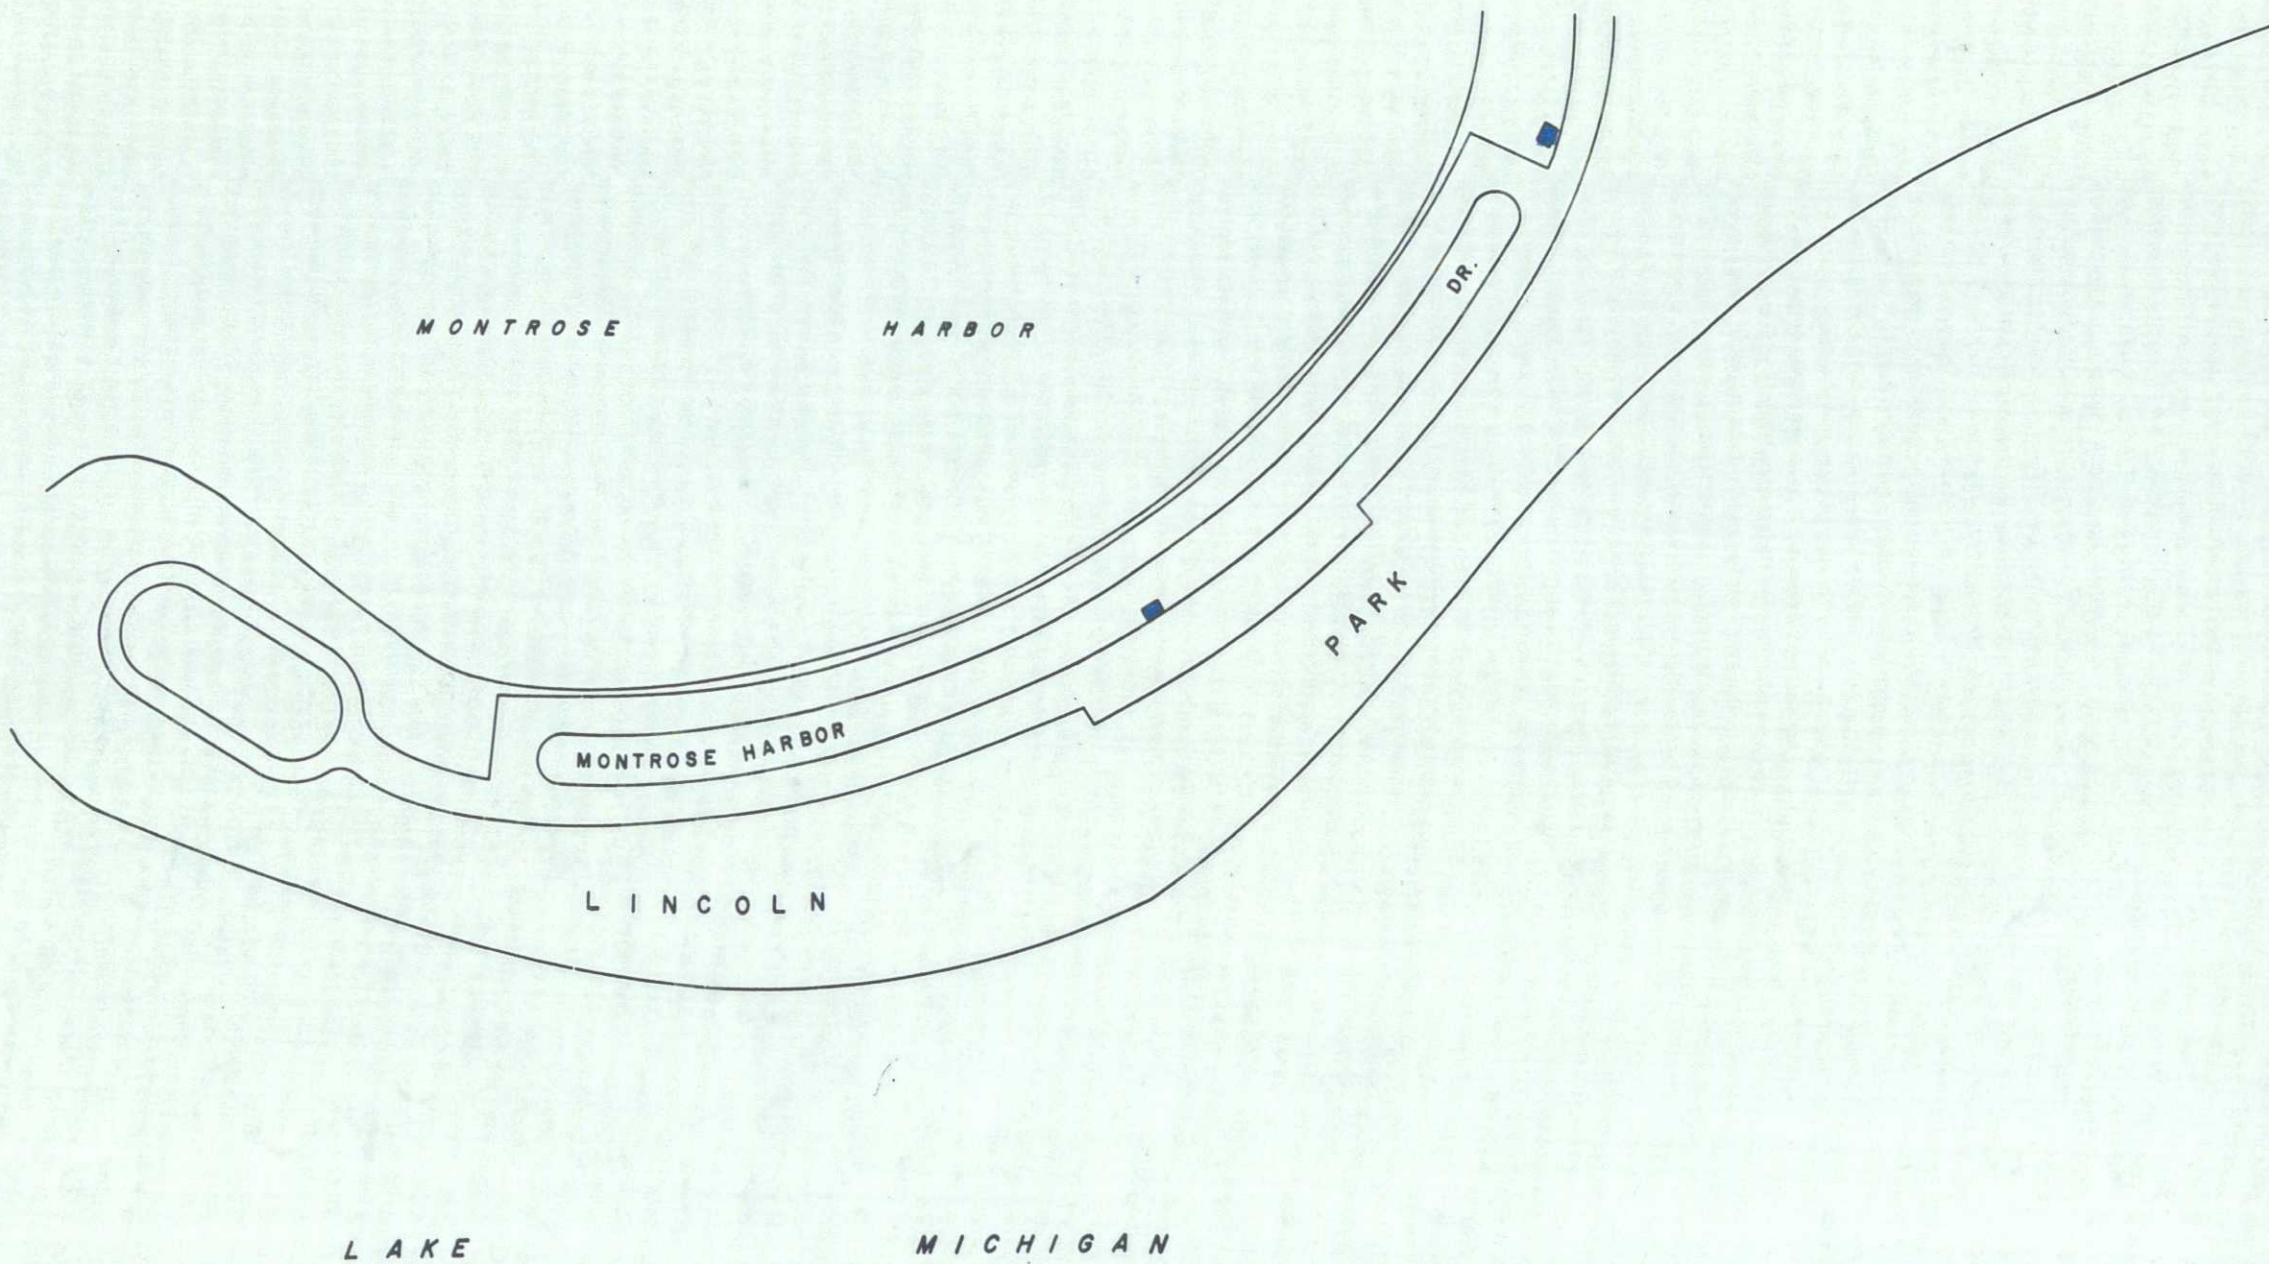 MONTROSE HARBOR
MONTROSE HARBOR DR.
LINCOLN PARK
LAKE MICHIGAN